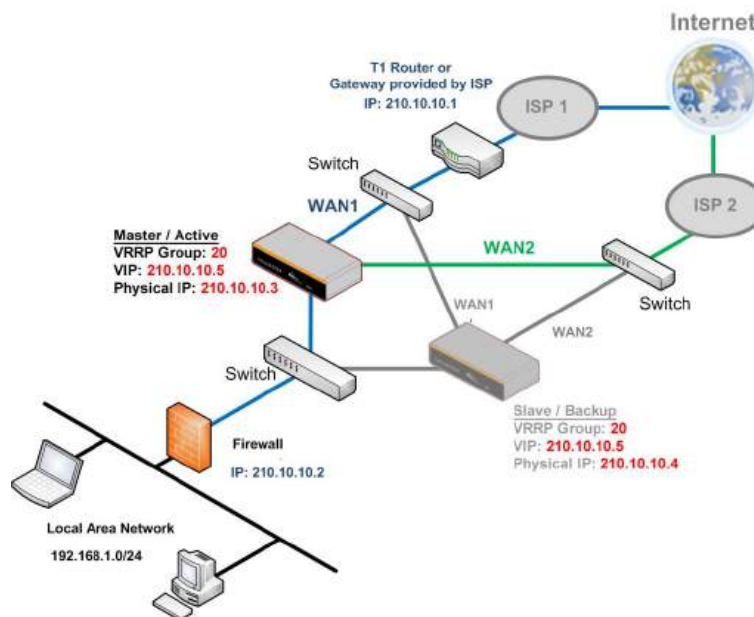 Internet
T1 Router or
Gateway provided by ISP
IP: 210.10.10.1
ISP 1
Switch
WAN1
ISP 2
Master / Active
VRRP Group: 20
VIP: 210.10.10.5
Physical IP: 210.10.10.3
WAN2
Switch
WAN1
WAN2
Switch
Slave / Backup
VRRP Group: 20
VIP: 210.10.10.5
Physical IP: 210.10.10.4
Firewall
IP: 210.10.10.2
Local Area Network
192.168.1.0/24